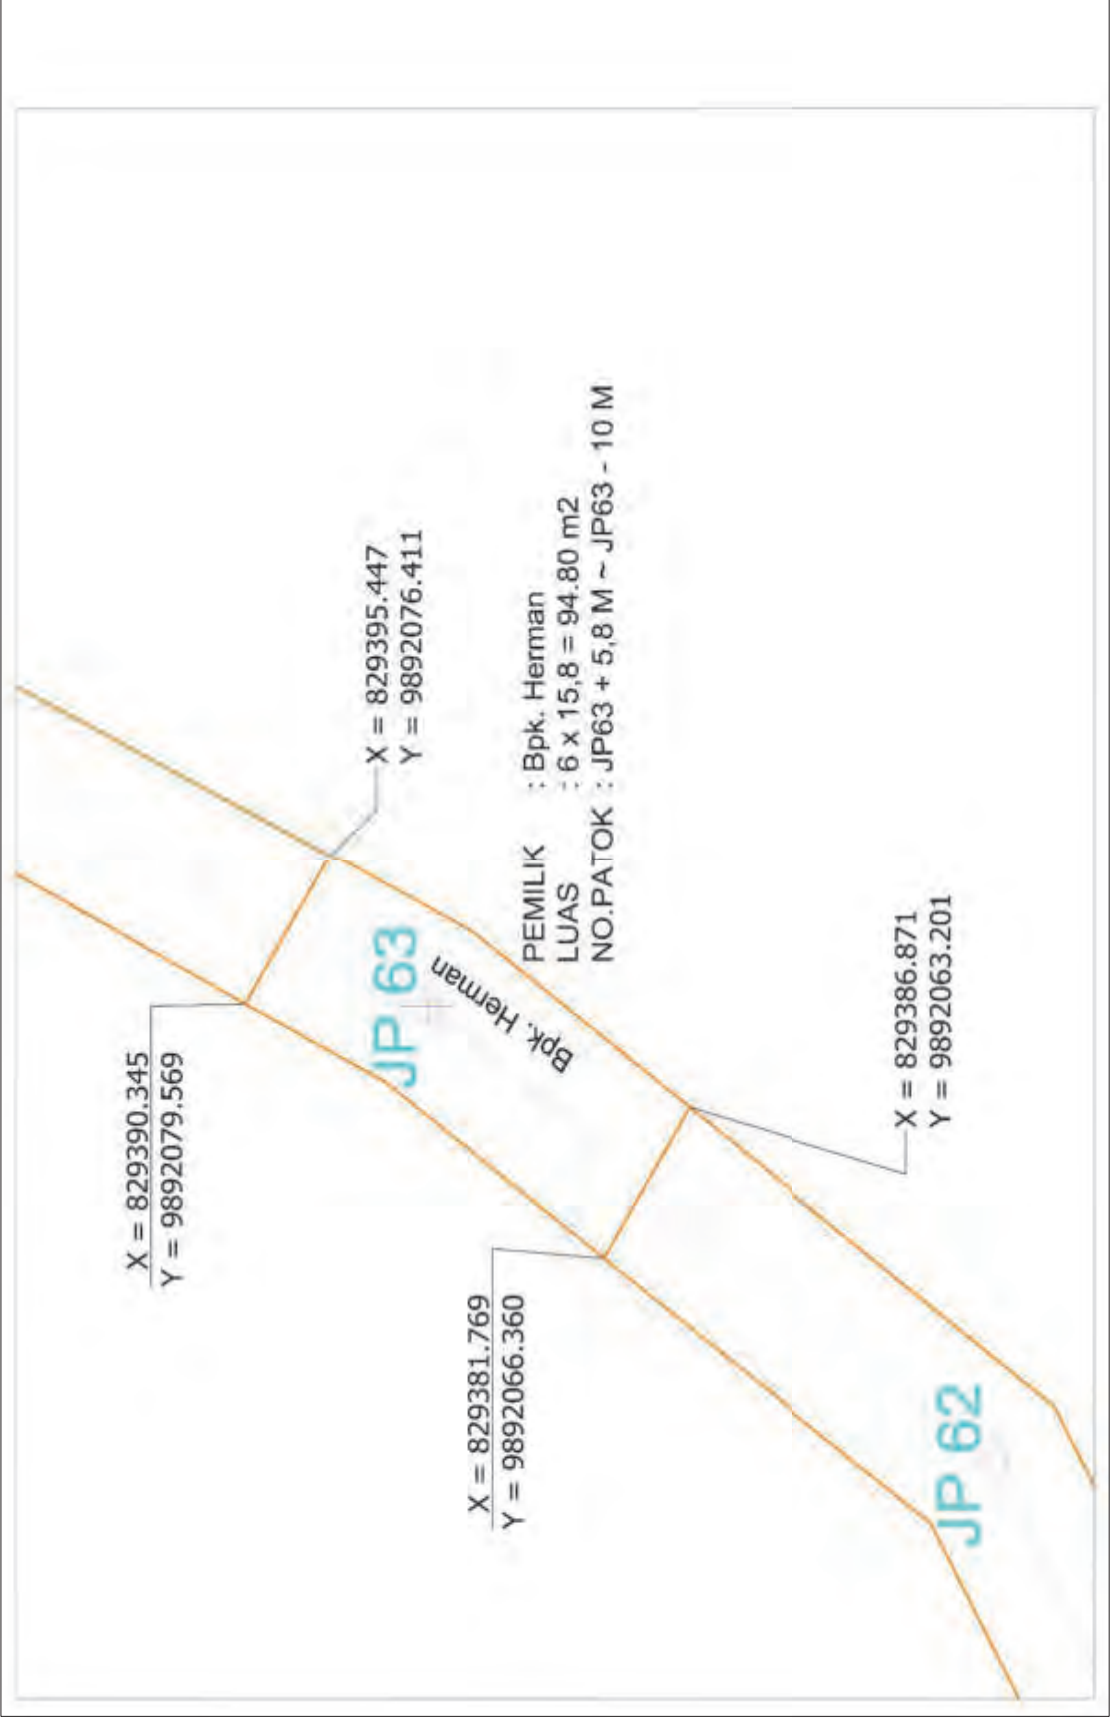 X = 829390.345
Y = 9892079.569
X = 829395.447
Y = 9892076.411
JP 63
Bpk. Herman
PEMILIK : Bpk. Herman
LUAS : 6 x 15,8 = 94.80 m2
NO.PATOK : JP63 + 5,8 M ~ JP63 - 10 M
X = 829381.769
Y = 9892066.360
X = 829386.871
Y = 9892063.201
JP 62